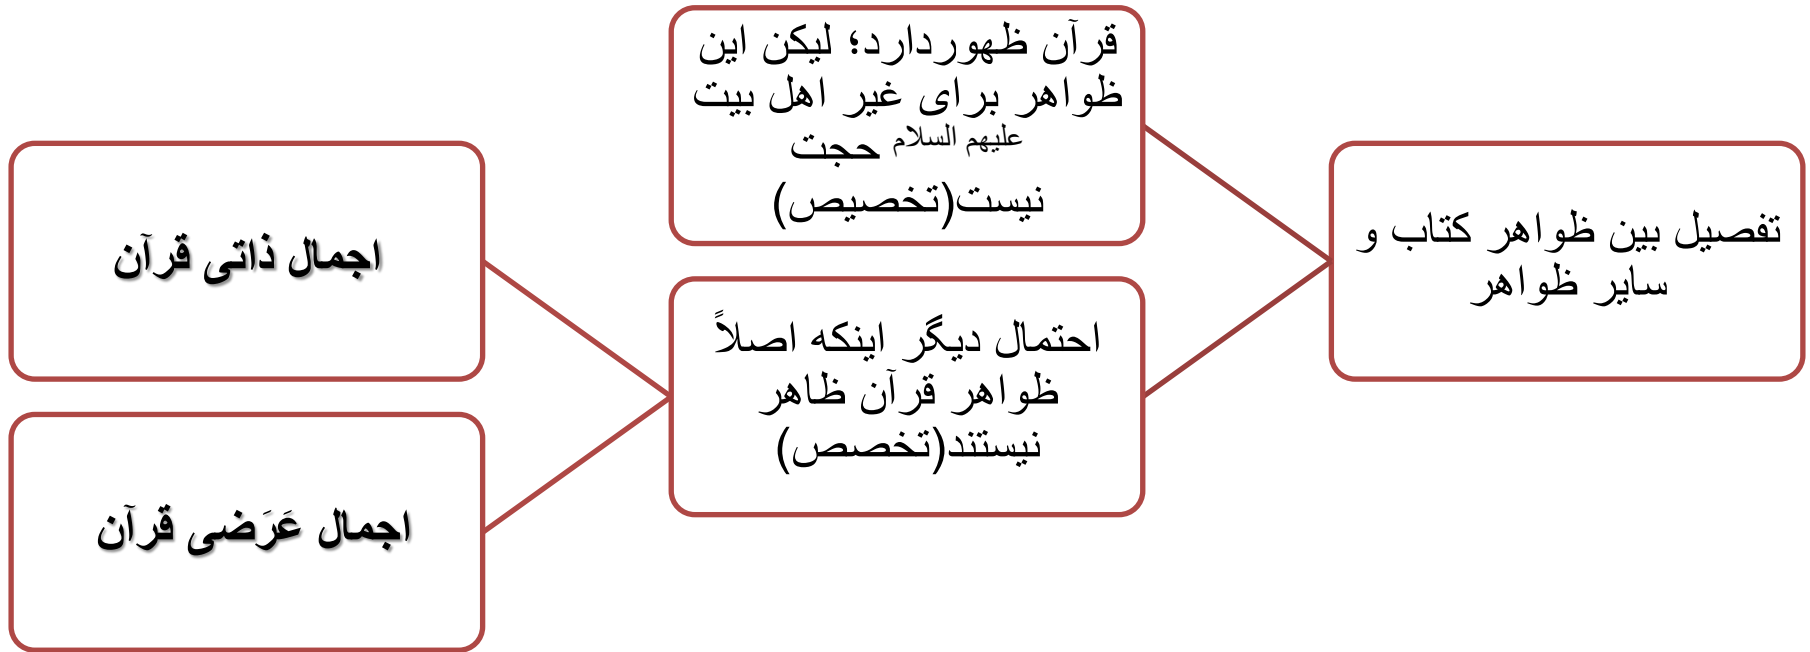 تفصیل بین ظواهر کتاب و
سایر ظواهر
قرآن ظهوردارد؛ لیکن این
ظواهر برای غیر اهل بیت
علیهم السلام حجت
نیست(تخصیص)
احتمال دیگر اینکه اصلاً
ظواهر قرآن ظاهر
نیستند(تخصص)
اجمال ذاتی قرآن
اجمال عَرَضی قرآن